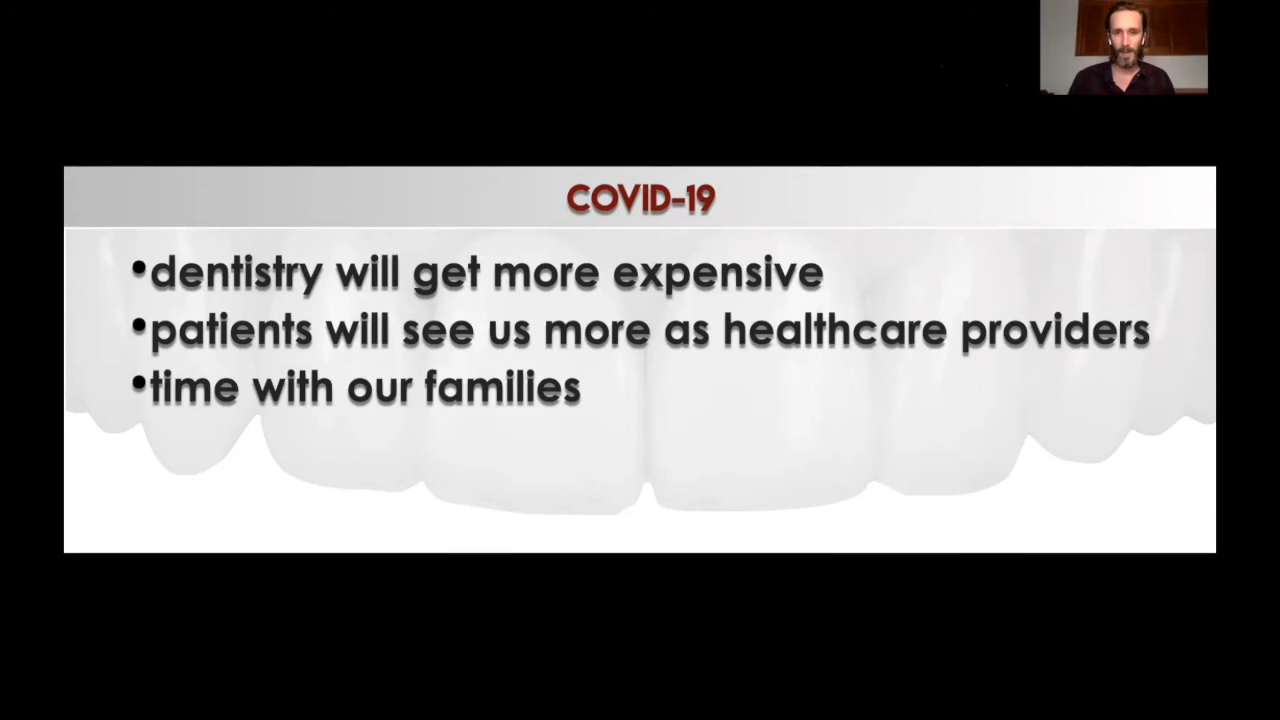 COVID-19
•dentistry will get more expensive
•patients will see us more as healthcare providers
•time with our families